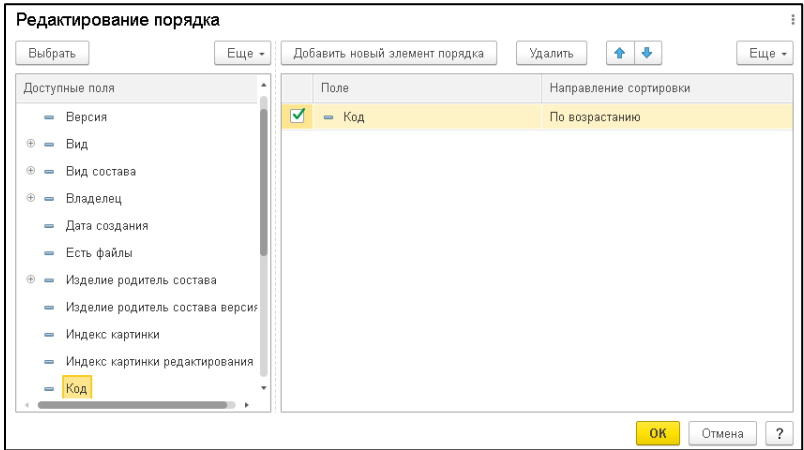 Редактирование порядка
Выбрать
Еще
Добавить новый элемент порядка
Удалить
Еще
Доступные поля
Версия
Вид
Вид состава
Владелец
Дата создания
Есть файлы
Изделие родитель состава
Изделие родитель состава версия
Индекс картинки
Индекс картинки редактирования
Код
Поле
Направление сортировки
Код
По возрастанию
ОК
Отмена
?